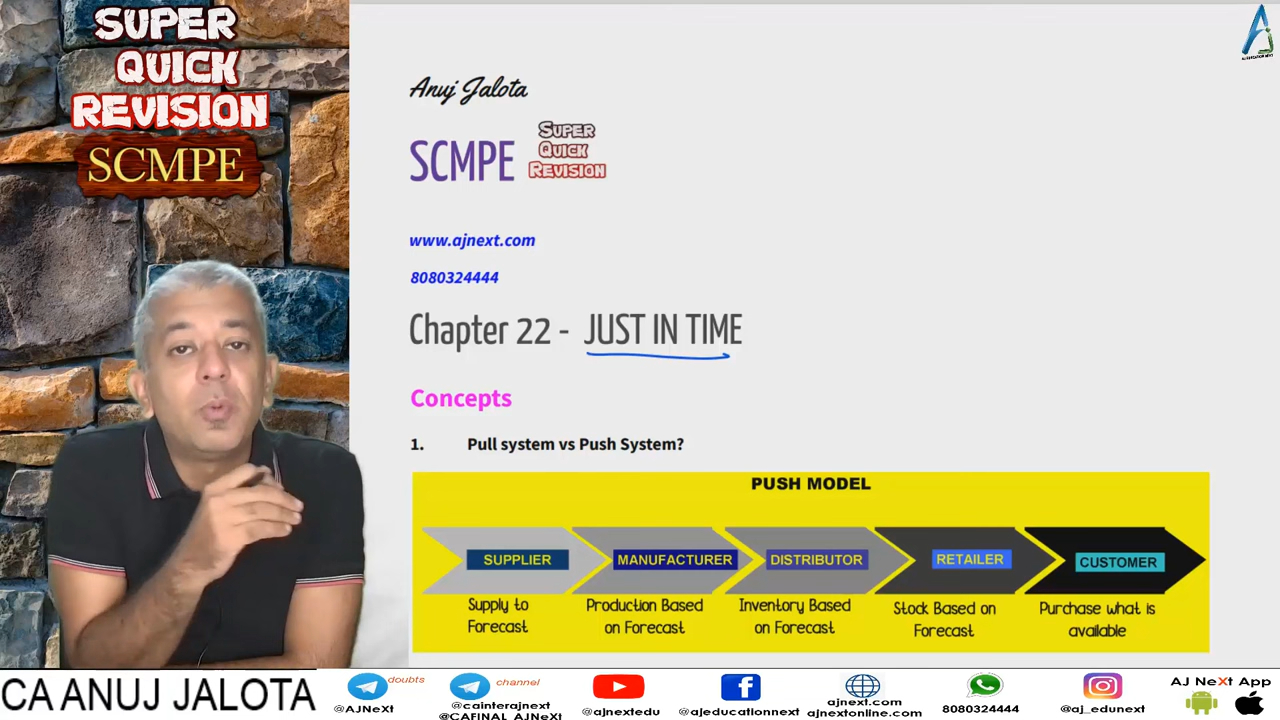 SUPER
QUICK
REVISION
SCMPE
Anuj Jalota
SCMPE
SUPER
QUICK
REVISION
www.ajnext.com
8080324444
Chapter 22 - JUST IN TIME
Concepts
1. Pull system vs Push System?
PUSH MODEL
SUPPLIER
MANUFACTURER
DISTRIBUTOR
RETAILER
CUSTOMER
Supply to
Forecast
Production Based
on Forecast
Inventory Based
on Forecast
Stock Based on
Forecast
Purchase what is
available
CA ANUJ JALOTA
doubts
@AJNeXt
channel
@cainterajnext
@CAFINAL_AJNeXt
@ajnextedu
@ajeducationnext
ajnext.com
ajnextonline.com
8080324444
@aj_edunext
AJ NeXt App